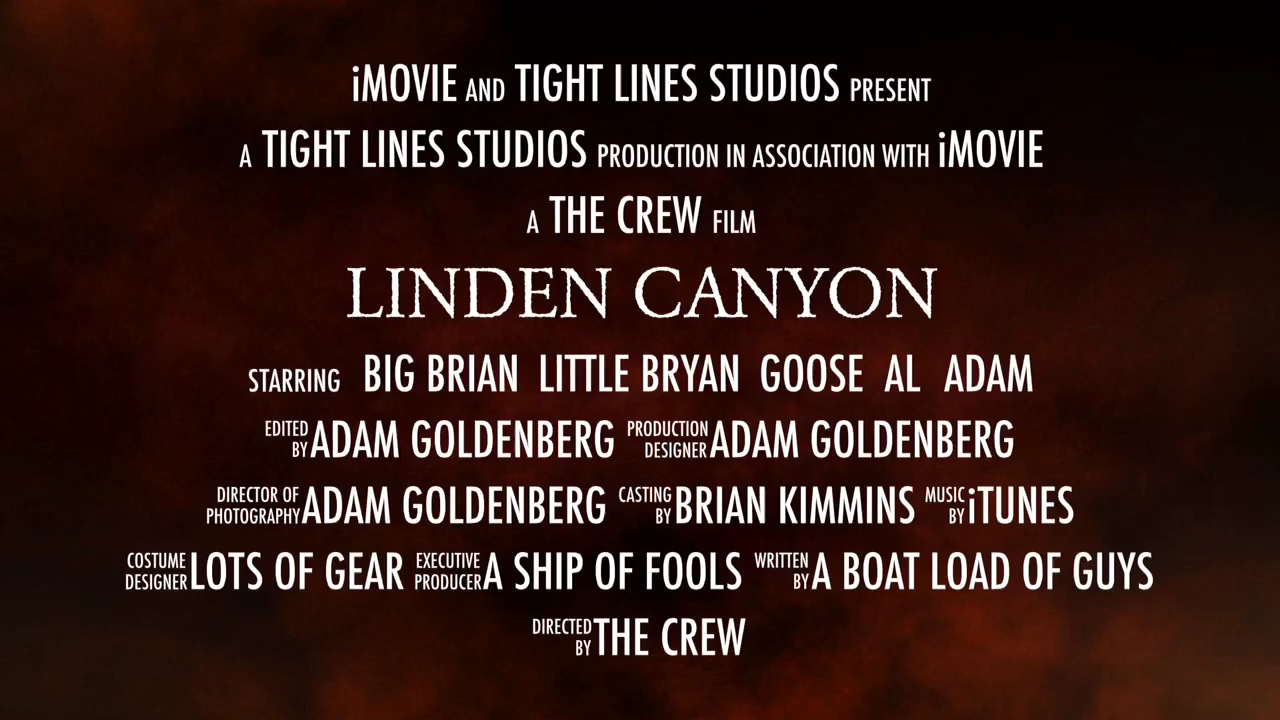 iMOVIE AND TIGHT LINES STUDIOS PRESENT
A TIGHT LINES STUDIOS PRODUCTION IN ASSOCIATION WITH iMOVIE
A THE CREW FILM
LINDEN CANYON
STARRING BIG BRIAN LITTLE BRYAN GOOSE AL ADAM
EDITED BY ADAM GOLDENBERG PRODUCTION DESIGNER ADAM GOLDENBERG
DIRECTOR OF PHOTOGRAPHY ADAM GOLDENBERG CASTING BY BRIAN KIMMINS MUSIC BY iTUNES
COSTUME DESIGNER LOTS OF GEAR EXECUTIVE PRODUCER A SHIP OF FOOLS WRITTEN BY A BOAT LOAD OF GUYS
DIRECTED BY THE CREW